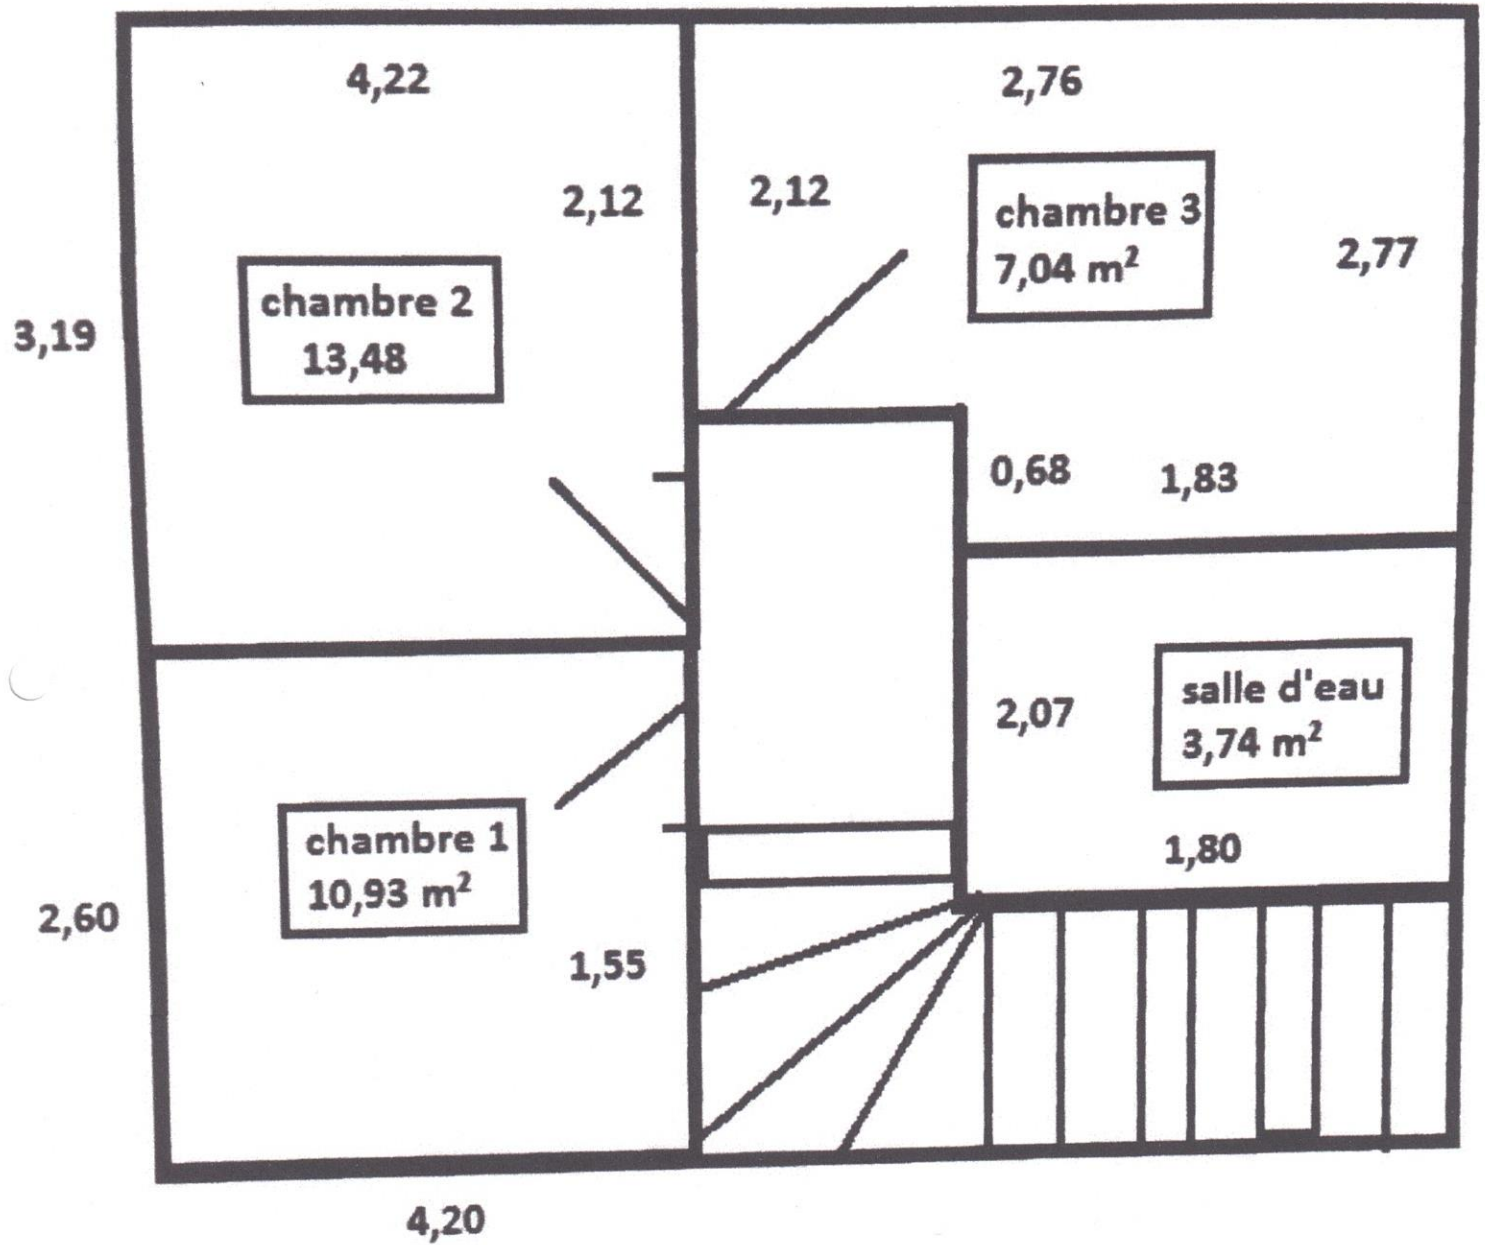 4,22
2,76
2,12
2,12
chambre 3
7,04 m²
2,77
3,19
chambre 2
13,48
0,68
1,83
2,07
salle d'eau
3,74 m²
1,80
chambre 1
10,93 m²
2,60
1,55
4,20